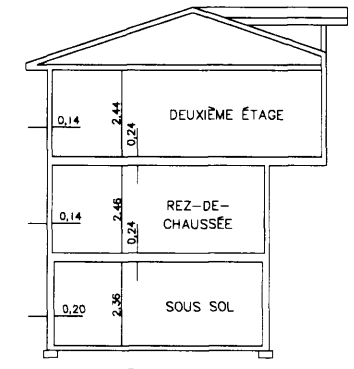 0,14
2,44
0,24
DEUXIÈME ÉTAGE
0,14
2,46
0,24
REZ-DE-
CHAUSSÉE
0,20
2,36
SOUS SOL